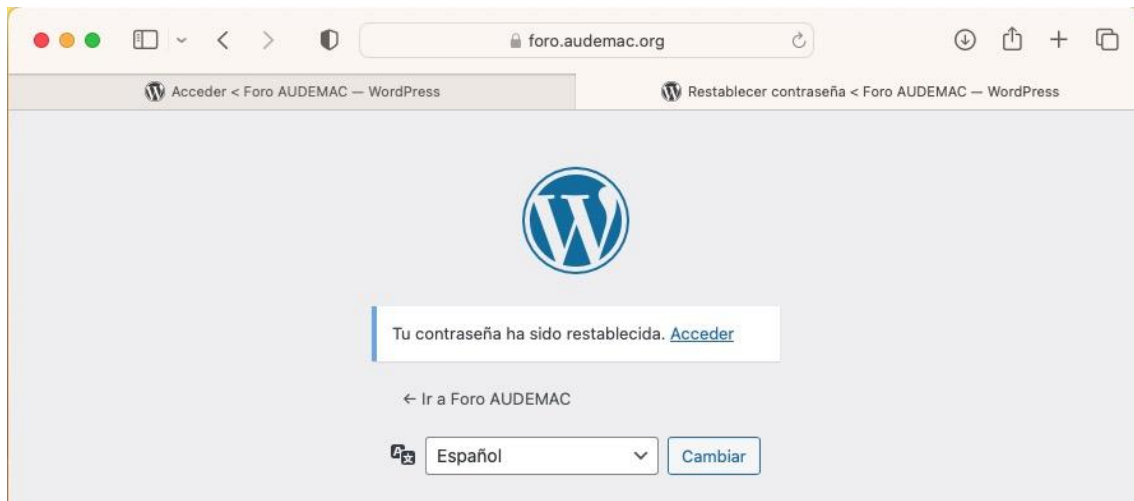 foro.audemac.org
Acceder < Foro AUDEMAC — WordPress
Restablecer contraseña < Foro AUDEMAC — WordPress
Tu contraseña ha sido restablecida. Acceder
← Ir a Foro AUDEMAC
Español
Cambiar